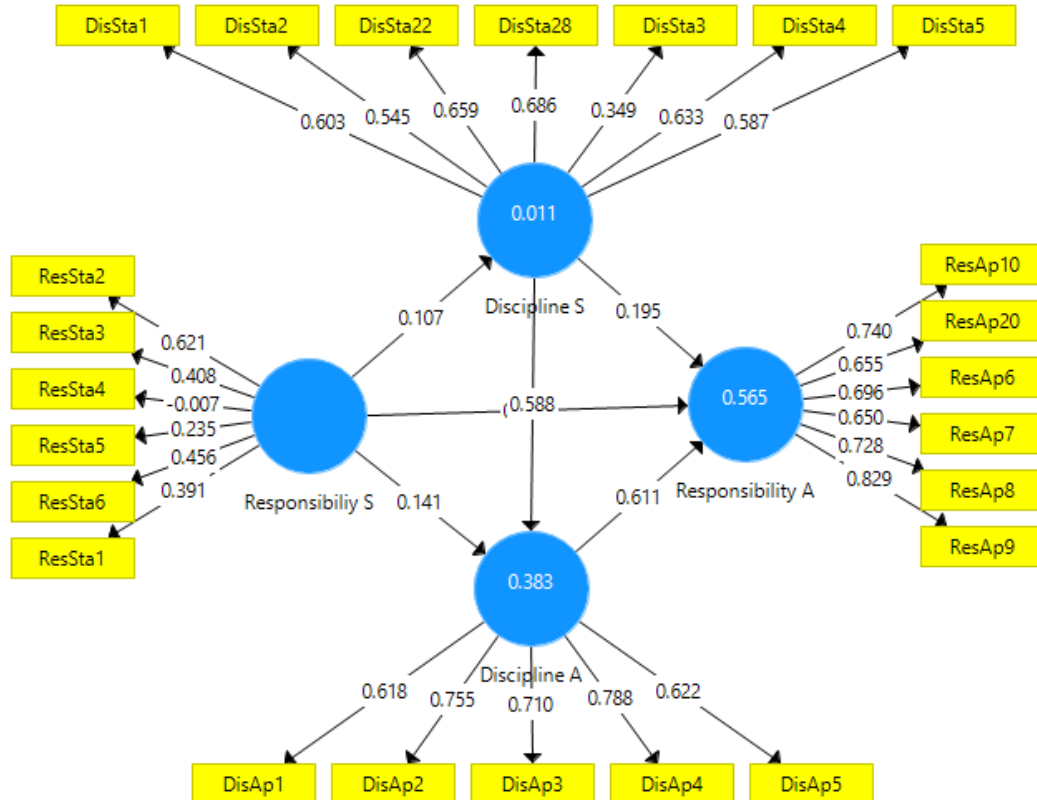 DisSta1 DisSta2 DisSta22 DisSta28 DisSta3 DisSta4 DisSta5
0.603 0.545 0.659 0.686 0.349 0.633 0.587
0.011
Discipline S
ResSta2
ResSta3
ResSta4
ResSta5
ResSta6
ResSta1
0.621
0.408
-0.007
0.235
0.456
0.391
Responsibiliy S
0.107
0.195
0.588
0.141
0.611
0.565
Responsibility A
0.740
0.655
0.696
0.650
0.728
0.829
ResAp10
ResAp20
ResAp6
ResAp7
ResAp8
ResAp9
0.383
Discipline A
0.618 0.755 0.710 0.788 0.622
DisAp1 DisAp2 DisAp3 DisAp4 DisAp5